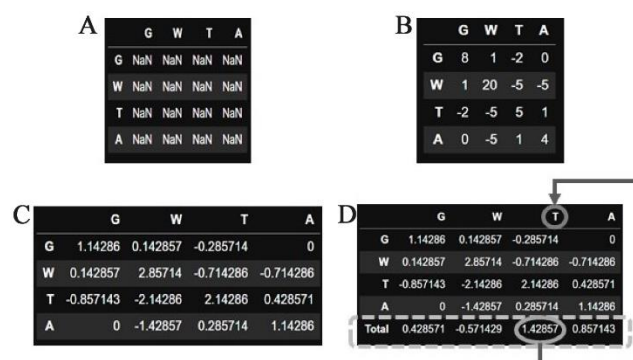 A
G W T A
G NaN NaN NaN NaN
W NaN NaN NaN NaN
T NaN NaN NaN NaN
A NaN NaN NaN NaN
B
G W T A
G 8 1 -2 0
W 1 20 -5 -5
T -2 -5 5 1
A 0 -5 1 4
C
G W T A
G 1.14286 0.142857 -0.285714 0
W 0.142857 2.85714 -0.714286 -0.714286
T -0.857143 -2.14286 2.14286 0.428571
A 0 -1.42857 0.285714 1.14286
D
G W T A
G 1.14286 0.142857 -0.285714 0
W 0.142857 2.85714 -0.714286 -0.714286
T -0.857143 -2.14286 2.14286 0.428571
A 0 -1.42857 0.285714 1.14286
Total 0.428571 -0.571429 1.42857 0.857143